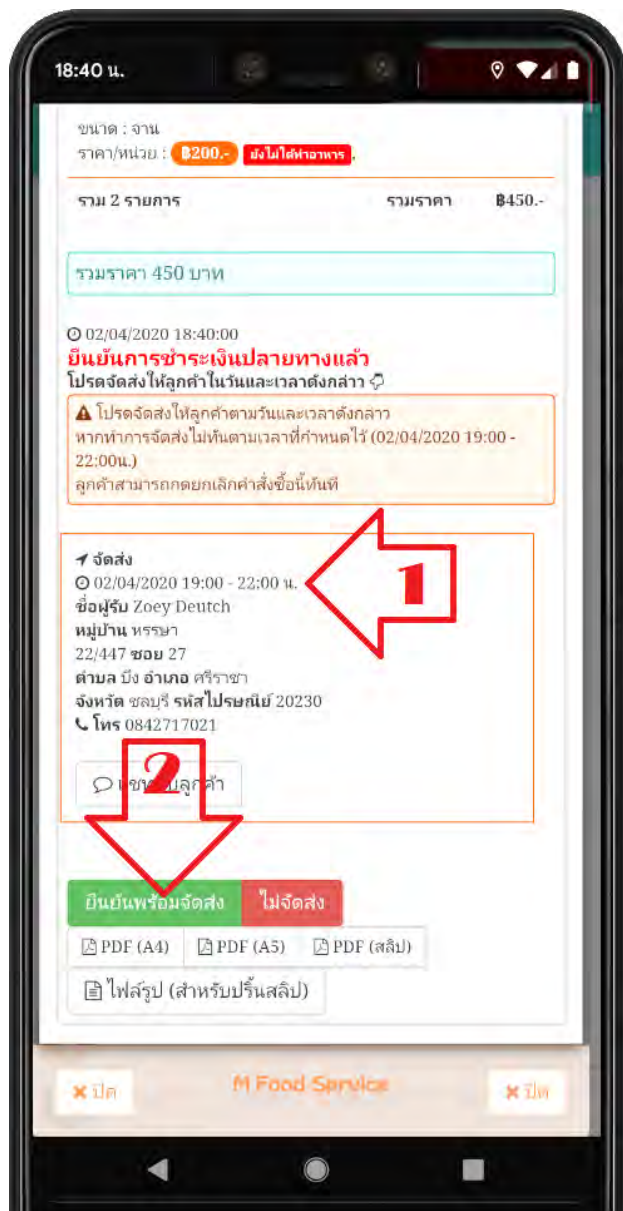 18:40 น.
ขนาด : จาน
ราคา/หน่วย : ฿200.- ยังไม่ได้ทำอาหาร .
รวม 2 รายการ รวมราคา ฿450.-
รวมราคา 450 บาท
02/04/2020 18:40:00
ยืนยันการชำระเงินปลายทางแล้ว
โปรดจัดส่งให้ลูกค้าในวันและเวลาดังกล่าว
โปรดจัดส่งให้ลูกค้าตามวันและเวลาดังกล่าว
หากทำการจัดส่งไม่ทันตามเวลาที่กำหนดไว้ (02/04/2020 19:00 -
22:00น.)
ลูกค้าสามารถกดยกเลิกคำสั่งซื้อนี้ทันที
จัดส่ง
02/04/2020 19:00 - 22:00 น.
1
ชื่อผู้รับ Zoey Deutch
หมู่บ้าน หรรษา
22/447 ซอย 27
ตำบล บึง อำเภอ ศรีราชา
จังหวัด ชลบุรี รหัสไปรษณีย์ 20230
โทร 0842717021
2
ลูกค้า
ยืนยันพร้อมจัดส่ง ไม่จัดส่ง
PDF (A4) PDF (A5) PDF (สลิป)
ไฟล์รูป (สำหรับปริ้นสลิป)
ปิด M Food Service ปิด